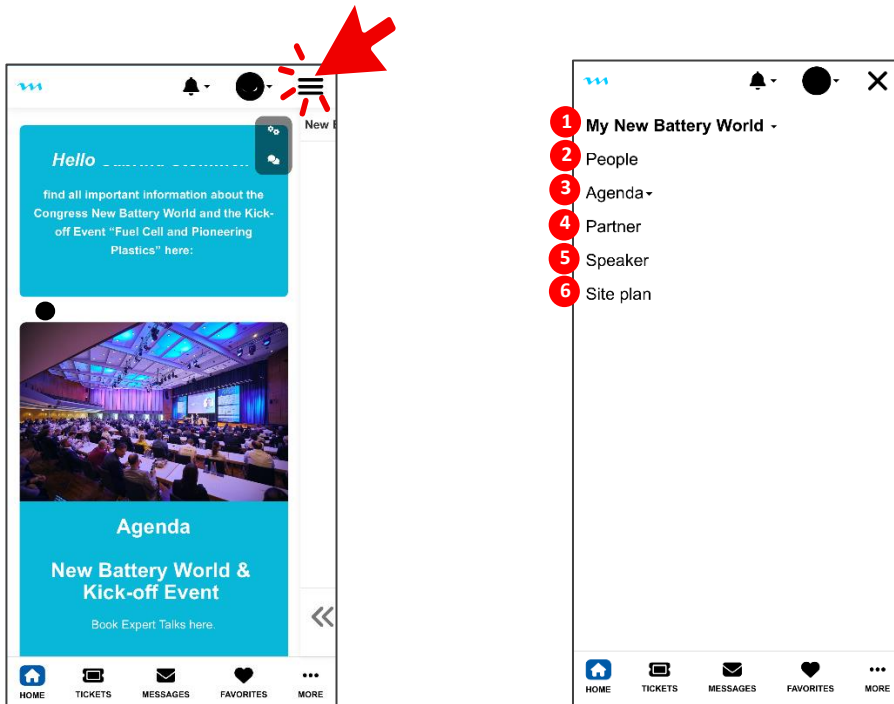 New
Hello
find all important information about the
Congress New Battery World and the Kick-
off Event “Fuel Cell and Pioneering
Plastics” here:
Agenda
New Battery World &
Kick-off Event
Book Expert Talks here.
HOME TICKETS MESSAGES FAVORITES MORE
1 My New Battery World
2 People
3 Agenda
4 Partner
5 Speaker
6 Site plan
HOME TICKETS MESSAGES FAVORITES MORE